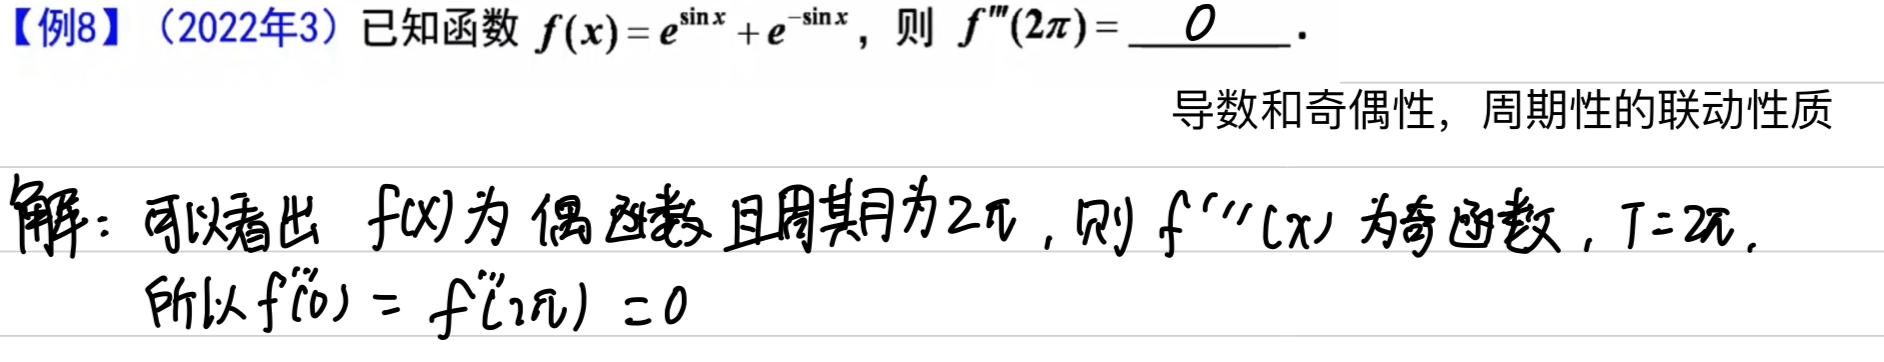 【例8】（2022年3）已知函数 f(x)=e^{sin x}+e^{-sin x}，则 f'''(2π)=0.
导数和奇偶性，周期性的联动性质
解：可以看出 f(x)为偶函数且周期为2π，则f'''(x)为奇函数，T=2π.
所以f'''(0)=f'''(2π)=0